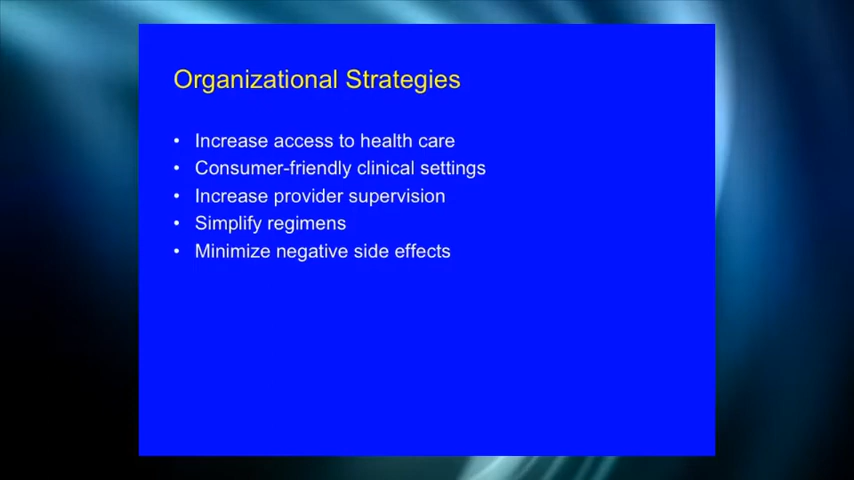 Organizational Strategies
• Increase access to health care
• Consumer-friendly clinical settings
• Increase provider supervision
• Simplify regimens
• Minimize negative side effects